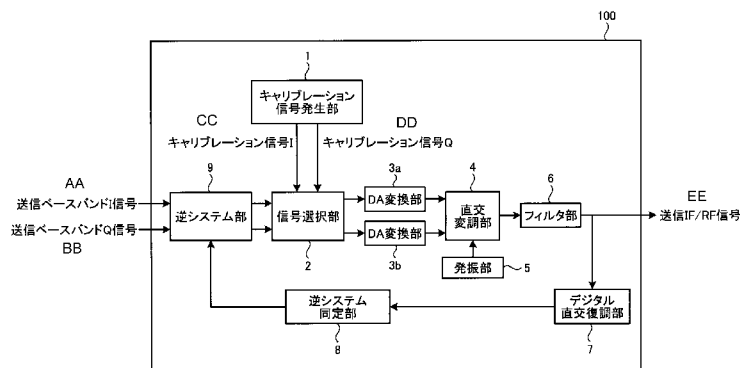 100
1
キャリブレーション
信号発生部
CC
DD
キャリブレーション信号I
キャリブレーション信号Q
AA
送信ベースバンドI信号
送信ベースバンドQ信号
BB
9
逆システム部
信号選択部
2
3a
DA変換部
DA変換部
3b
4
直交
変調部
発振部
5
6
フィルタ部
EE
送信IF/RF信号
逆システム
同定部
8
デジタル
直交復調部
7